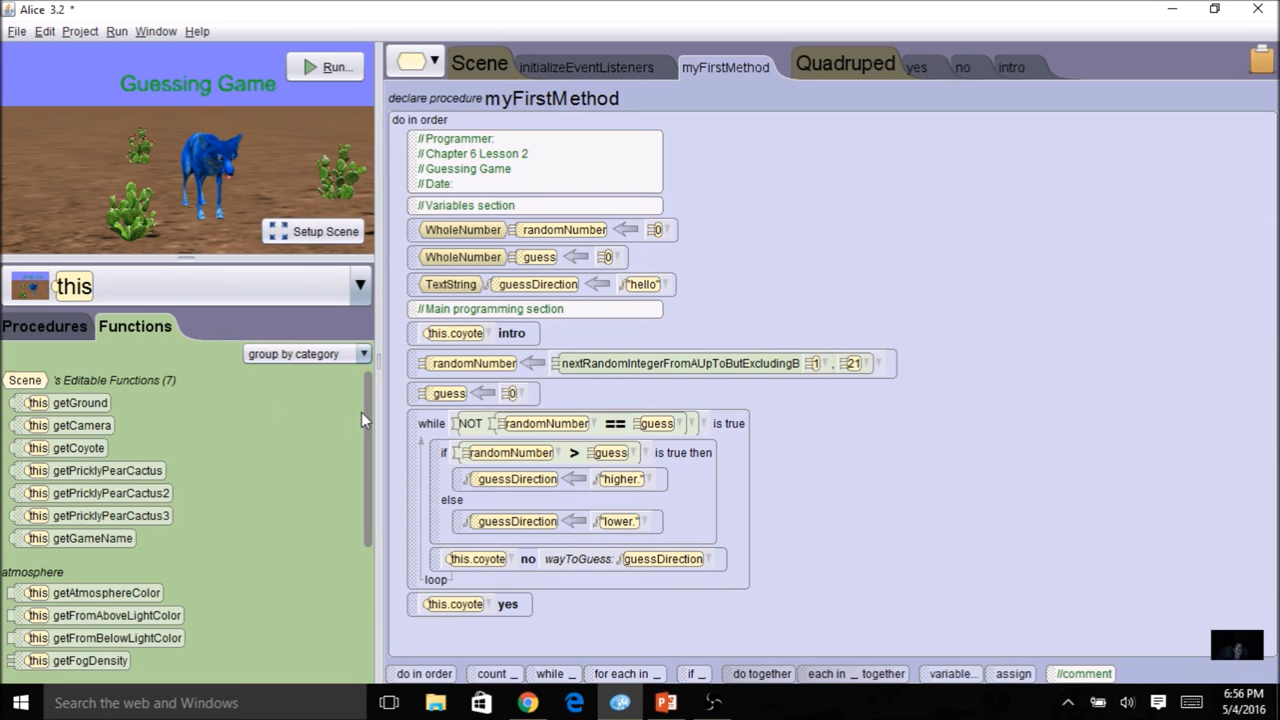 Alice 3.2 *
File Edit Project Run Window Help
Guessing Game
Run...
Setup Scene
this
Procedures Functions
group by category
Scene 's Editable Functions (7)
this getGround
this getCamera
this getCoyote
this getPricklyPearCactus
this getPricklyPearCactus2
this getPricklyPearCactus3
this getGameName
atmosphere
this getAtmosphereColor
this getFromAboveLightColor
this getFromBelowLightColor
this getFogDensity
Scene initializeEventListeners myFirstMethod Quadruped yes no intro
declare procedure myFirstMethod
do in order
//Programmer:
//Chapter 6 Lesson 2
//Guessing Game
//Date:
//Variables section
WholeNumber randomNumber 0
WholeNumber guess 0
TextString guessDirection "hello"
//Main programming section
this.coyote intro
randomNumber nextRandomIntegerFromAUpToButExcludingB 1 , 21
guess 0
while NOT randomNumber == guess is true
if randomNumber > guess is true then
guessDirection "higher."
else
guessDirection "lower."
this.coyote no wayToGuess: guessDirection
loop
this.coyote yes
do in order count _ while _ for each in _ if _ do together each in _ together variable... assign //comment
Search the web and Windows
6:56 PM
5/4/2016